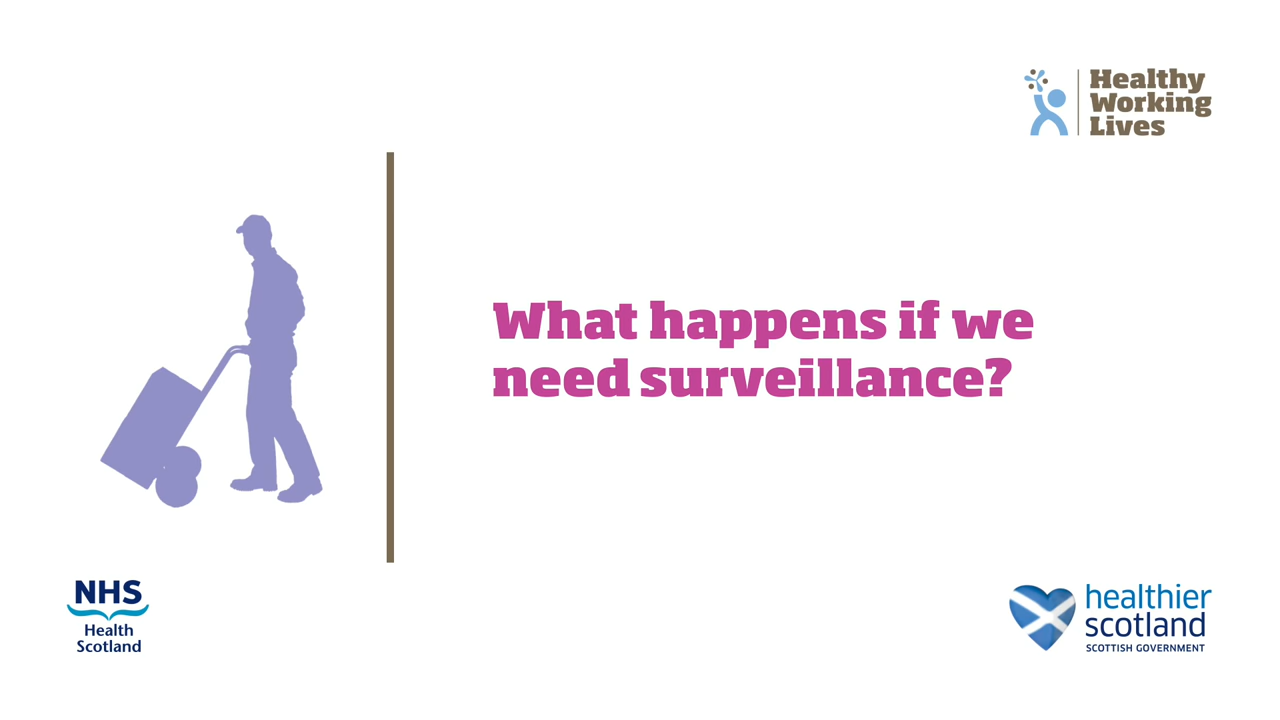 Healthy
Working
Lives
What happens if we
need surveillance?
NHS
Health
Scotland
healthier
scotland
SCOTTISH GOVERNMENT